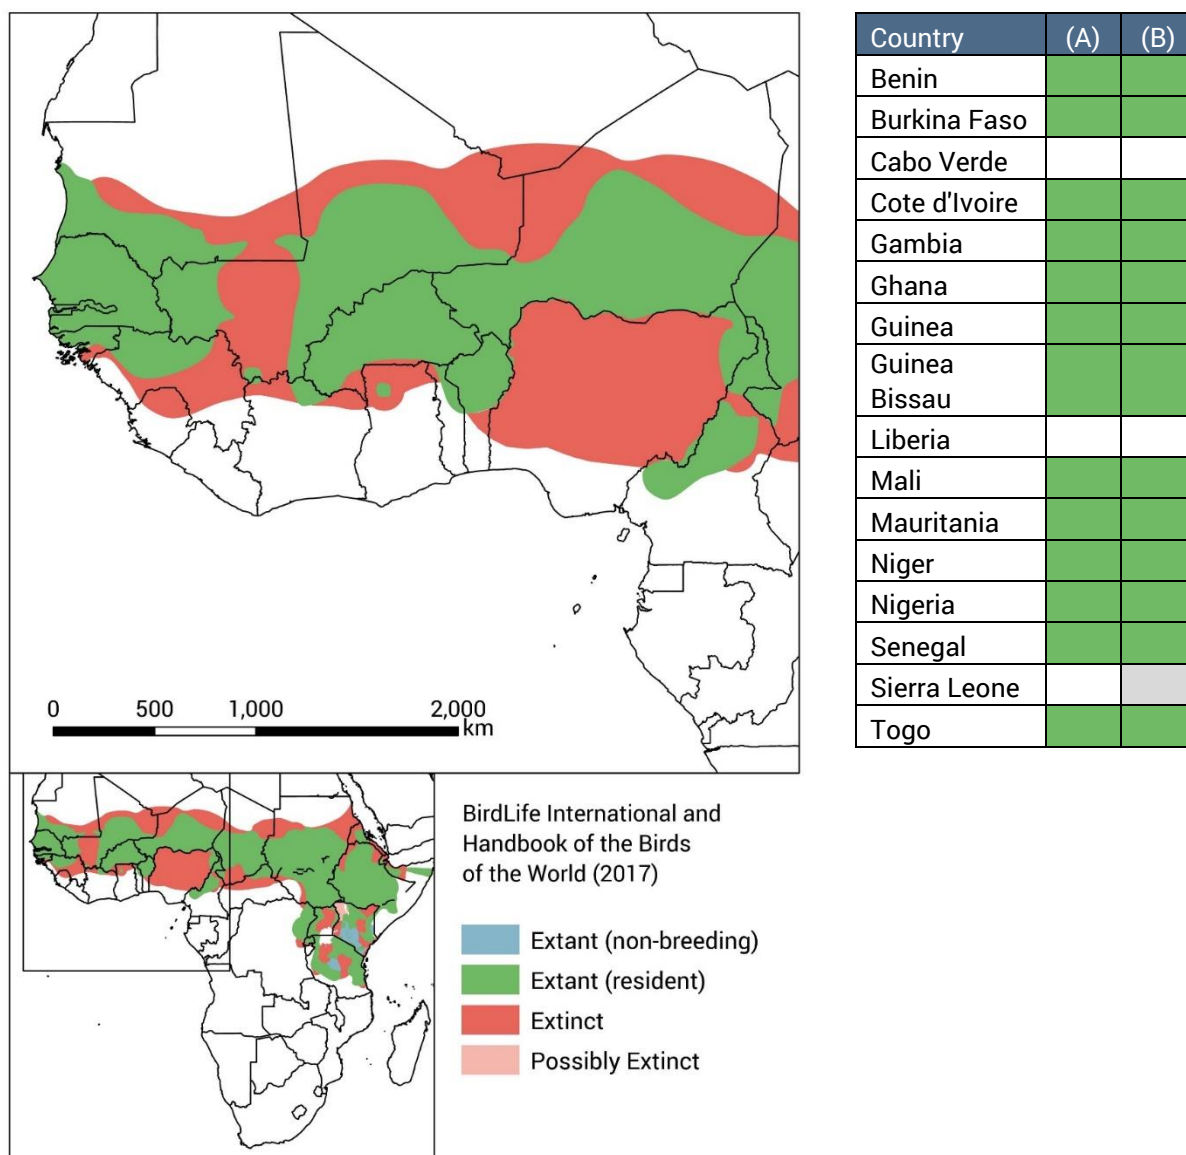 Country (A) (B)
Benin
Burkina Faso
Cabo Verde
Cote d'Ivoire
Gambia
Ghana
Guinea
Guinea
Bissau
Liberia
Mali
Mauritania
Niger
Nigeria
Senegal
Sierra Leone
Togo
0 500 1,000 2,000
km
BirdLife International and
Handbook of the Birds
of the World (2017)
Extant (non-breeding)
Extant (resident)
Extinct
Possibly Extinct